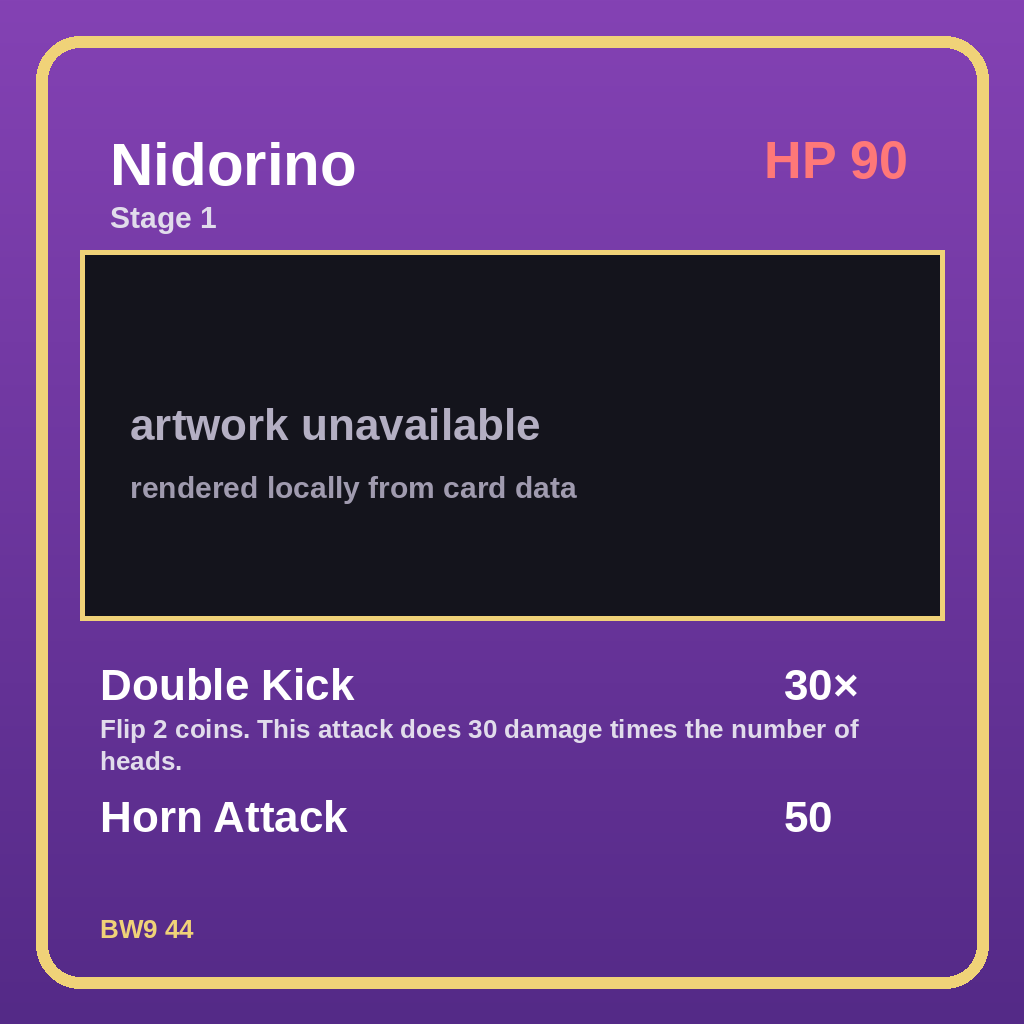 Nidorino
HP 90
Stage 1
artwork unavailable
rendered locally from card data
Double Kick
30×
Flip 2 coins. This attack does 30 damage times the number of
heads.
Horn Attack
50
BW9 44